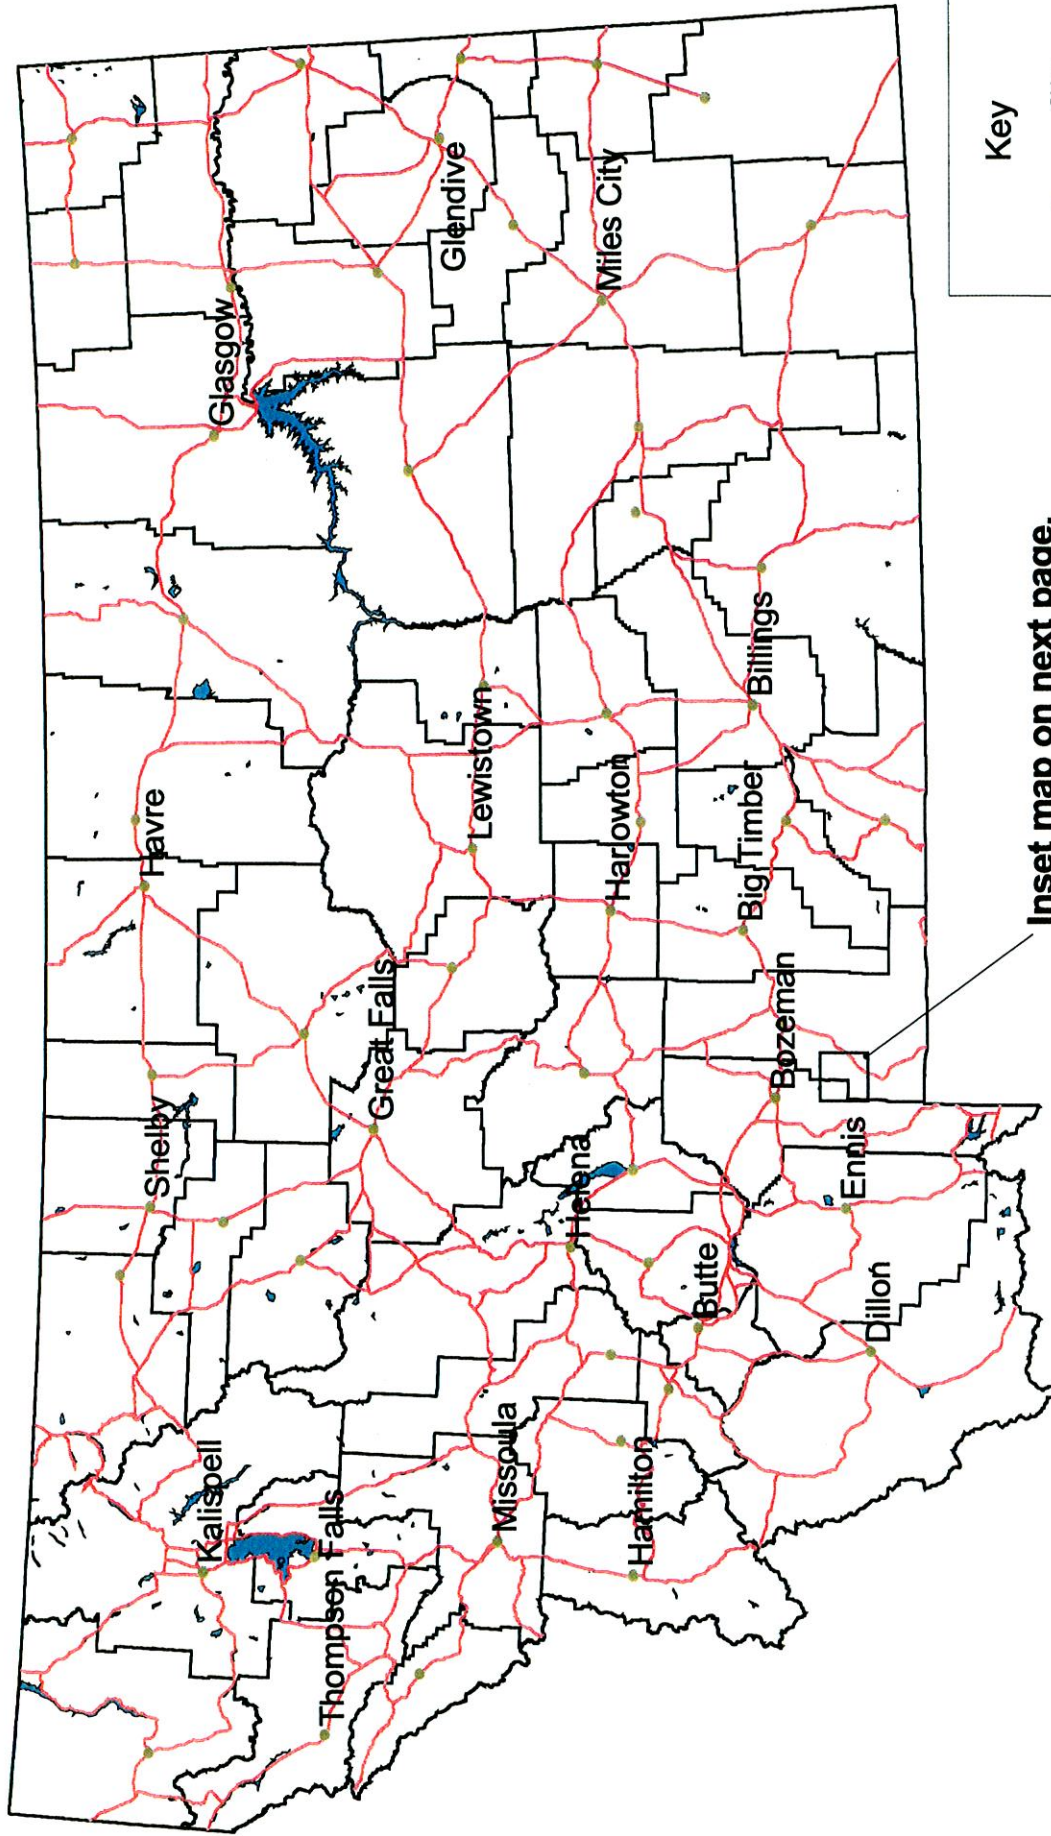 Kalispell
Shelby
Havre
Glasgow
Thompson Falls
Great Falls
Lewistown
Glendive
Missoula
Helena
Harlowton
Miles City
Hamilton
Butte
Bozeman
Big Timber
Billings
Dillon
Ennis
Inset map on next page.
Key